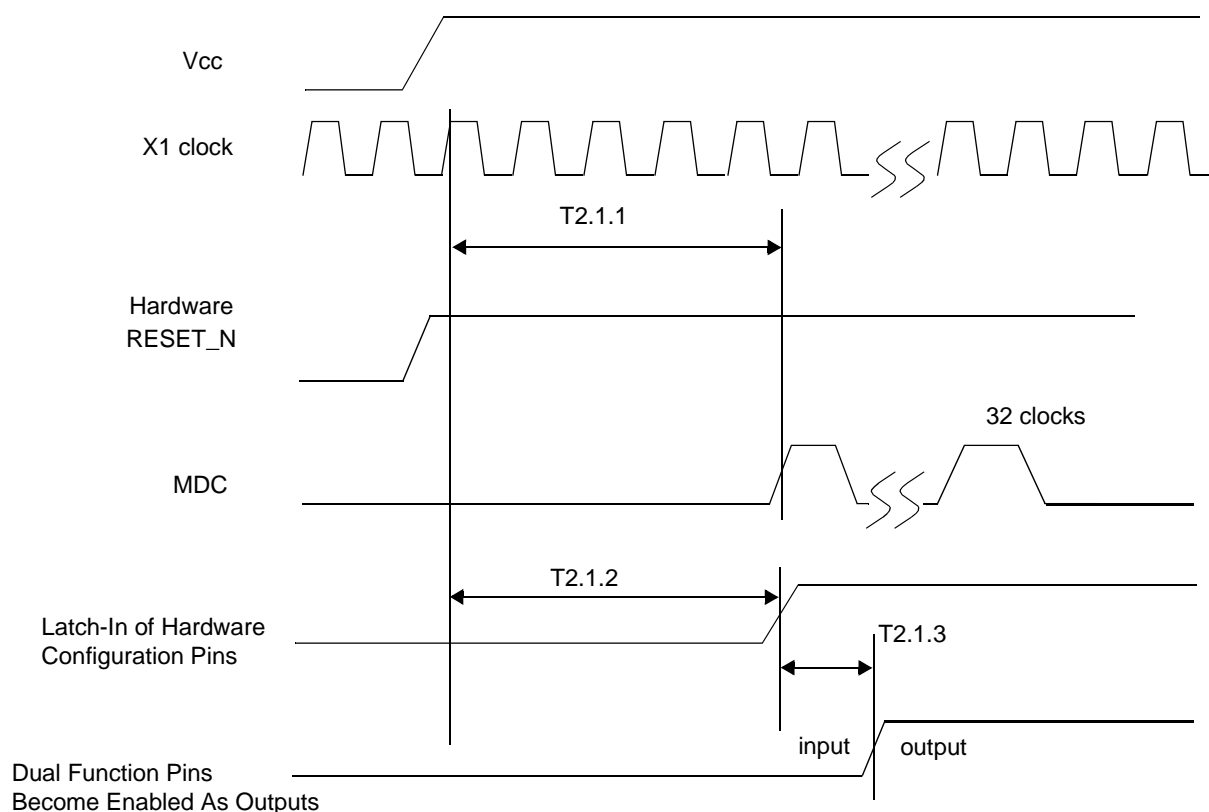 Vcc
X1 clock
T2.1.1
Hardware
RESET_N
32 clocks
MDC
T2.1.2
Latch-In of Hardware
Configuration Pins
T2.1.3
input
output
Dual Function Pins
Become Enabled As Outputs